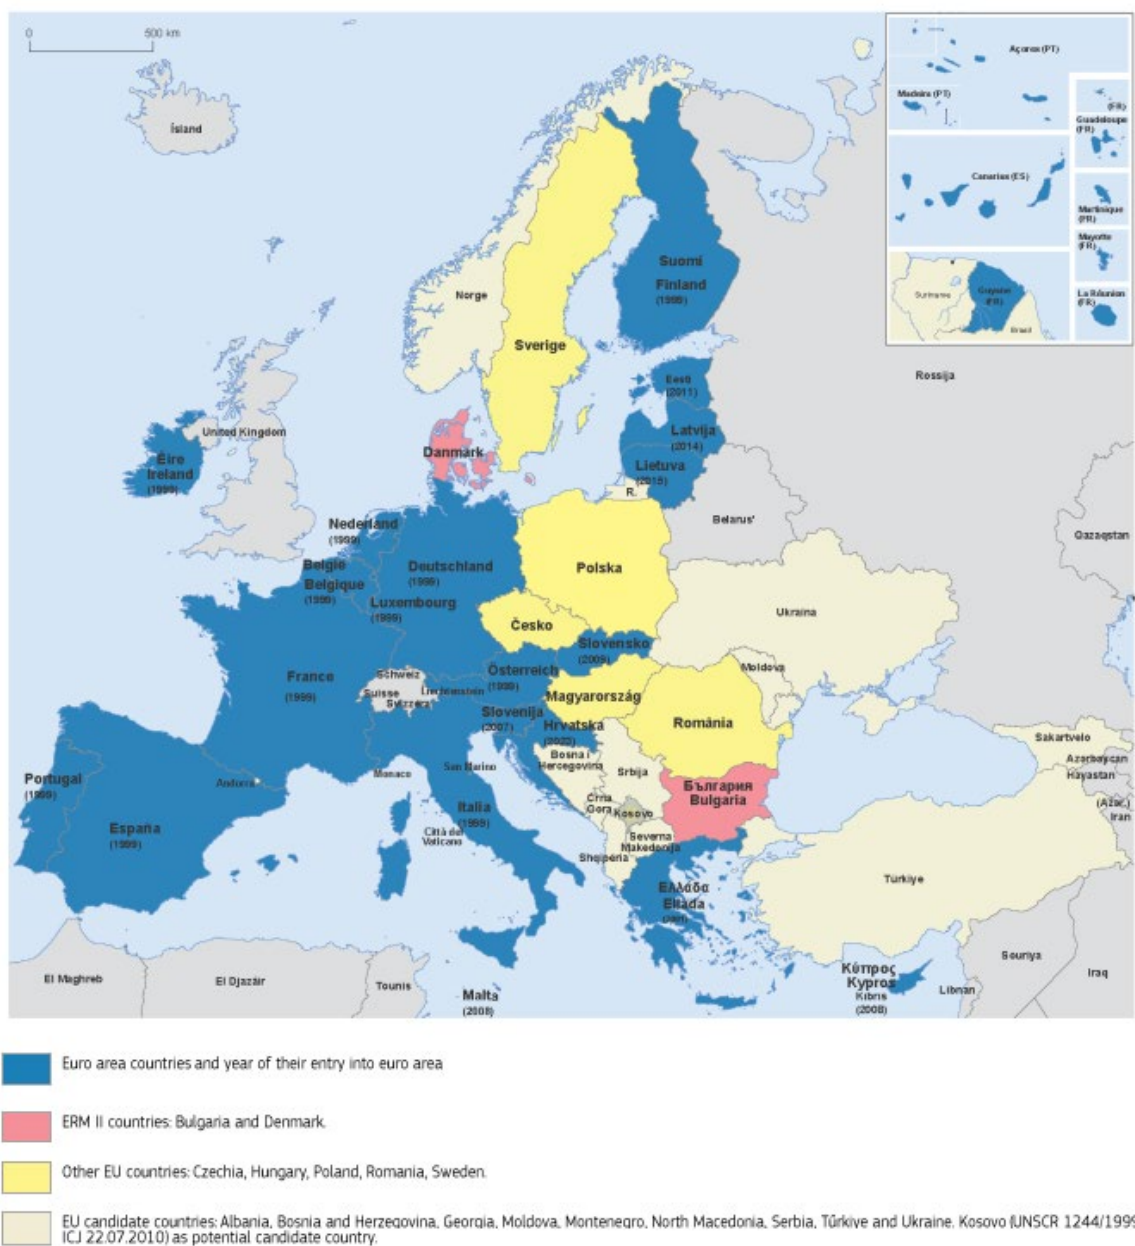 0
500 km
Ísland
Açores (PT)
Madeira (PT)
(FR)
Guadeloupe
(FR)
Canarias (ES)
Martinique
(FR)
Mayotte
(FR)
Suriname
Guyane
(FR)
Brasil
La Réunion
(FR)
Suomi
Finland
(1999)
Norge
Sverige
Rossija
Eesti
(2011)
United Kingdom
Danmark
Latvija
(2014)
Éire
Ireland
(1999)
Lietuva
(2015)
R.
Nederland
(1999)
Belarus'
Qazaqstan
België
Belgique
(1999)
Deutschland
(1999)
Polska
Luxembourg
(1999)
Česko
Ukraina
Slovensko
(2009)
France
(1999)
Schweiz
Suisse
Svizzera
Liechtenstein
Österreich
(1999)
Moldova
Magyarország
Slovenija
(2007)
Hrvatska
România
Bosna i
Hercegovina
Sakartvelo
Azərbaycan
Hayastan
(Azər.)
Iran
Portugal
(1999)
Andorra
Monaco
San Marino
Srbija
България
Bulgaria
España
(1999)
Italia
(1999)
Città del
Vaticano
Crna
Gora
Kosovo
Severna
Makedonija
Shqipëria
Türkiye
Ελλάδα
Elláda
(2001)
El Maghreb
El Djazàir
Tounis
Malta
(2008)
Κύπρος
Kypros
Kıbrıs
(2008)
Libnan
Souriya
Iraq
Euro area countries and year of their entry into euro area
ERM II countries: Bulgaria and Denmark.
Other EU countries: Czechia, Hungary, Poland, Romania, Sweden.
EU candidate countries: Albania, Bosnia and Herzegovina, Georgia, Moldova, Montenegro, North Macedonia, Serbia, Türkiye and Ukraine. Kosovo (UNSCR 1244/1999
ICJ 22.07.2010) as potential candidate country.